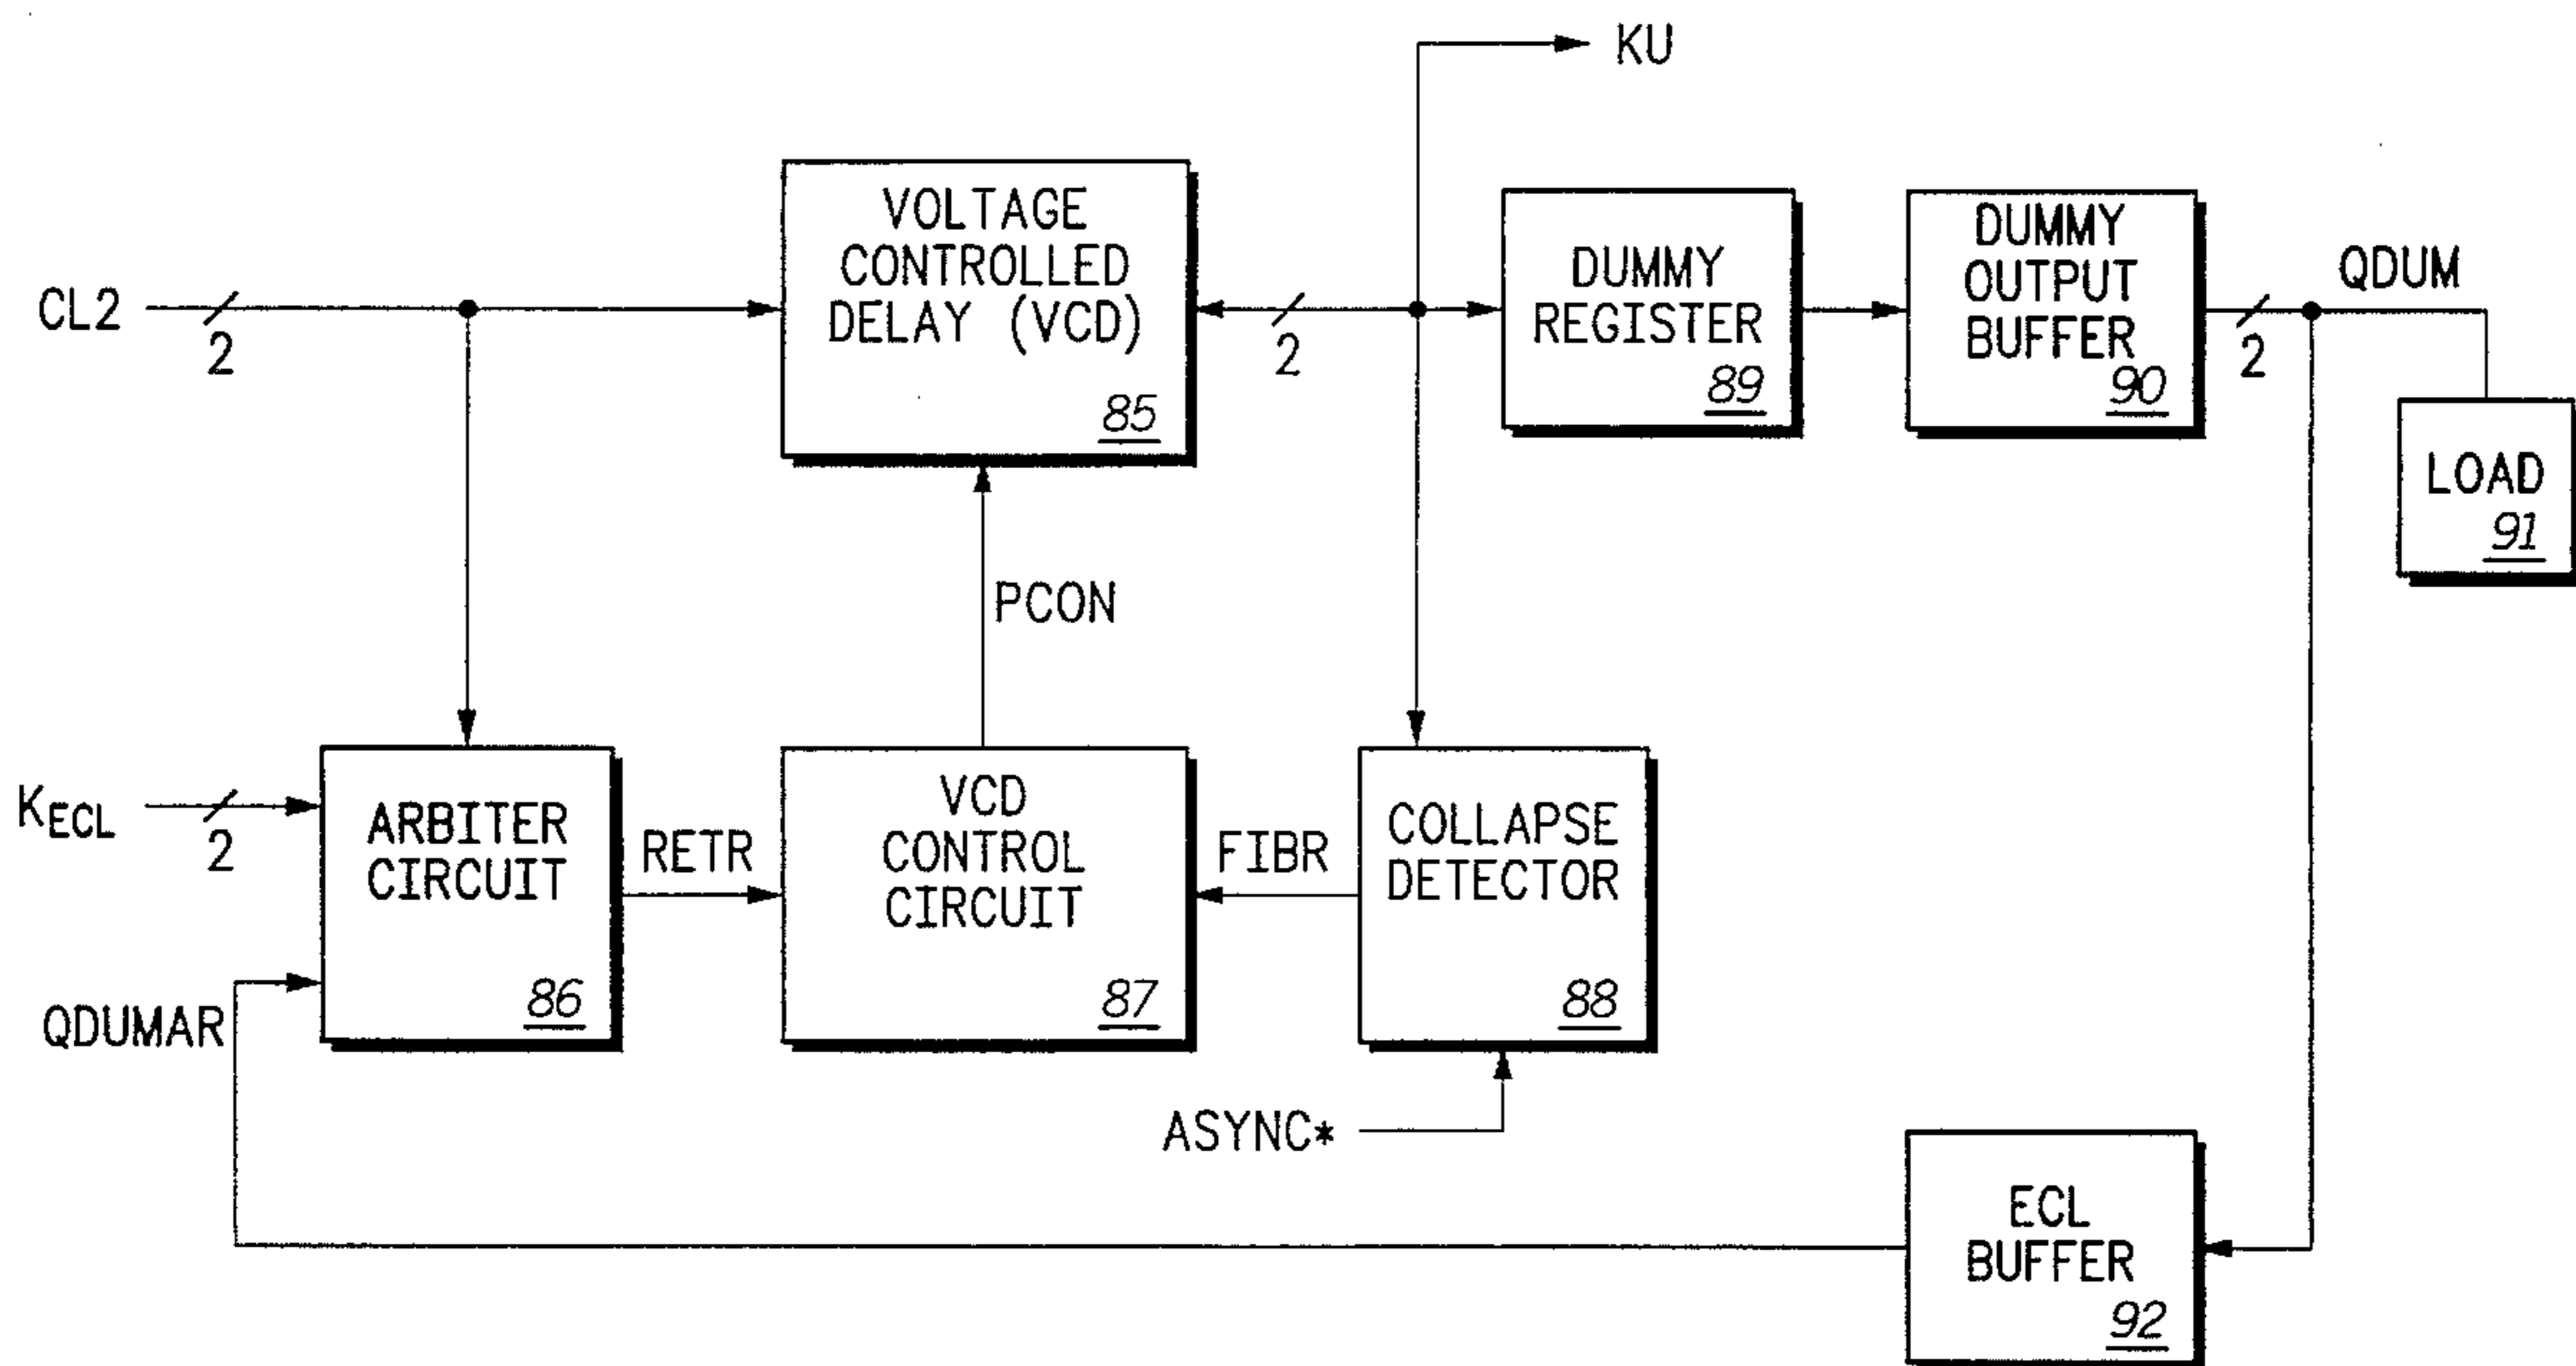 KU
CL2
2
VOLTAGE
CONTROLLED
DELAY (VCD)
85
2
DUMMY
REGISTER
89
DUMMY
OUTPUT
BUFFER
90
2
QDUM
LOAD
91
PCON
KECL
2
ARBITER
CIRCUIT
86
RETR
VCD
CONTROL
CIRCUIT
87
FIBR
COLLAPSE
DETECTOR
88
QDUMAR
ASYNC*
ECL
BUFFER
92